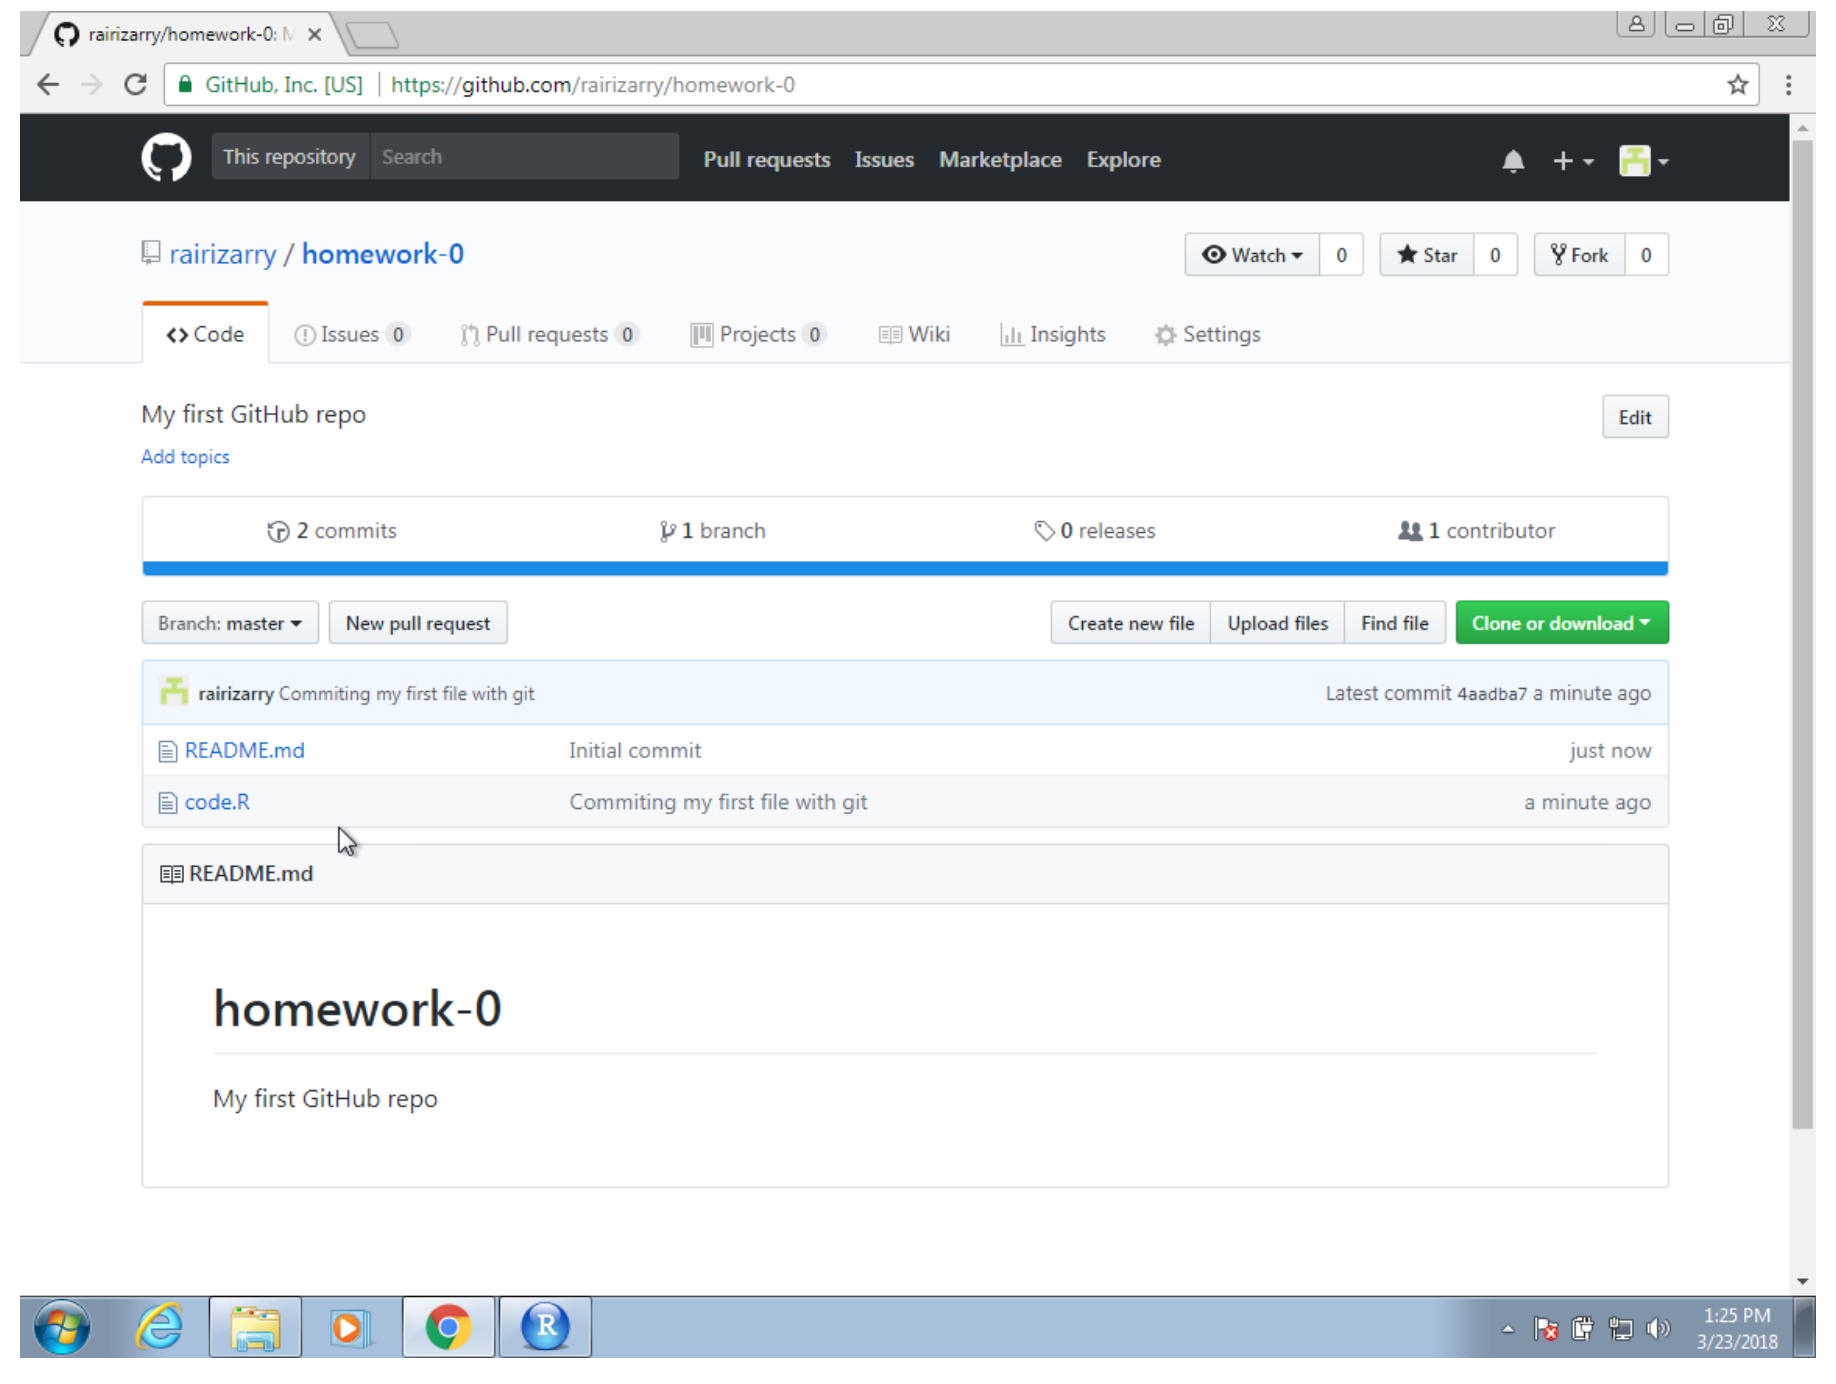 rairizarry/homework-0: M
GitHub, Inc. [US] https://github.com/rairizarry/homework-0
This repository Search Pull requests Issues Marketplace Explore
rairizarry / homework-0 Watch 0 Star 0 Fork 0
Code Issues 0 Pull requests 0 Projects 0 Wiki Insights Settings
My first GitHub repo Edit
Add topics
2 commits 1 branch 0 releases 1 contributor
Branch: master New pull request Create new file Upload files Find file Clone or download
rairizarry Commiting my first file with git Latest commit 4aadba7 a minute ago
README.md Initial commit just now
code.R Commiting my first file with git a minute ago
README.md
homework-0
My first GitHub repo
R 1:25 PM
3/23/2018